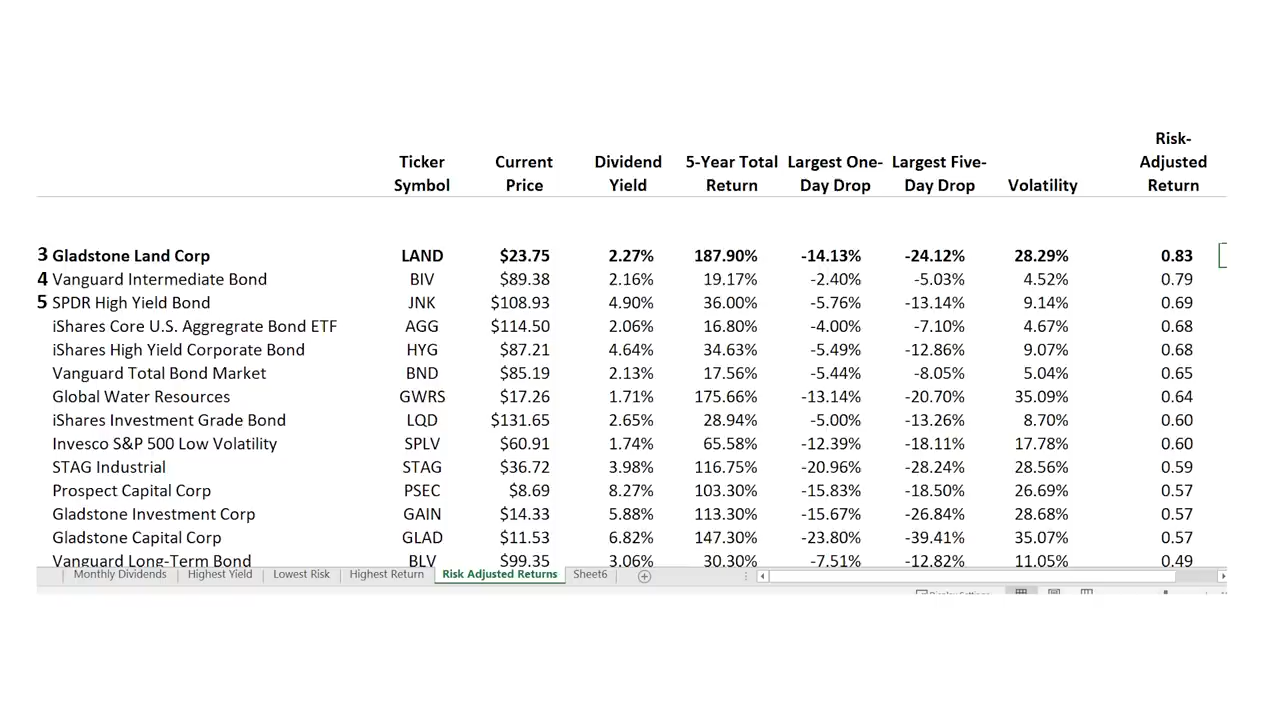 Risk-
Ticker Current Dividend 5-Year Total Largest One- Largest Five- Adjusted
Symbol Price Yield Return Day Drop Day Drop Volatility Return
3 Gladstone Land Corp LAND $23.75 2.27% 187.90% -14.13% -24.12% 28.29% 0.83
4 Vanguard Intermediate Bond BIV $89.38 2.16% 19.17% -2.40% -5.03% 4.52% 0.79
5 SPDR High Yield Bond JNK $108.93 4.90% 36.00% -5.76% -13.14% 9.14% 0.69
iShares Core U.S. Aggregrate Bond ETF AGG $114.50 2.06% 16.80% -4.00% -7.10% 4.67% 0.68
iShares High Yield Corporate Bond HYG $87.21 4.64% 34.63% -5.49% -12.86% 9.07% 0.68
Vanguard Total Bond Market BND $85.19 2.13% 17.56% -5.44% -8.05% 5.04% 0.65
Global Water Resources GWRS $17.26 1.71% 175.66% -13.14% -20.70% 35.09% 0.64
iShares Investment Grade Bond LQD $131.65 2.65% 28.94% -5.00% -13.26% 8.70% 0.60
Invesco S&P 500 Low Volatility SPLV $60.91 1.74% 65.58% -12.39% -18.11% 17.78% 0.60
STAG Industrial STAG $36.72 3.98% 116.75% -20.96% -28.24% 28.56% 0.59
Prospect Capital Corp PSEC $8.69 8.27% 103.30% -15.83% -18.50% 26.69% 0.57
Gladstone Investment Corp GAIN $14.33 5.88% 113.30% -15.67% -26.84% 28.68% 0.57
Gladstone Capital Corp GLAD $11.53 6.82% 147.30% -23.80% -39.41% 35.07% 0.57
Vanguard Long-Term Bond BLV $99.35 3.06% 30.30% -7.51% -12.82% 11.05% 0.49
Monthly Dividends Highest Yield Lowest Risk Highest Return Risk Adjusted Returns Sheet6